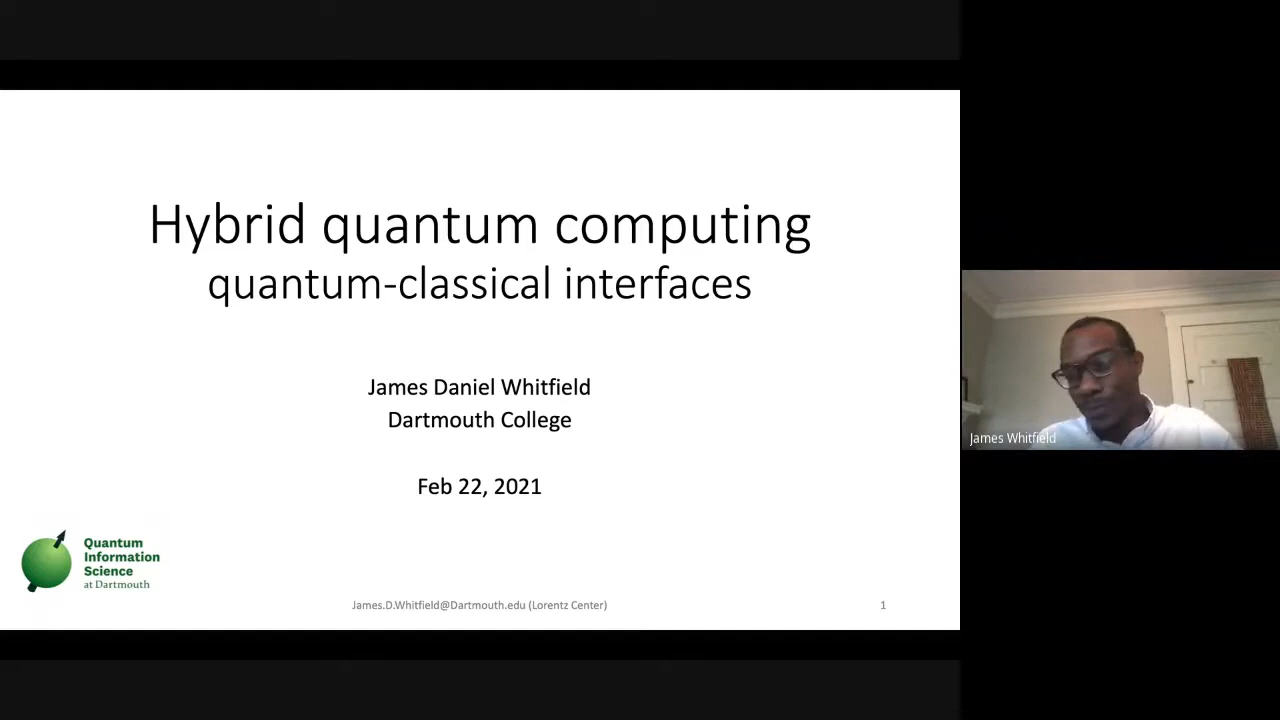 Hybrid quantum computing
quantum-classical interfaces
James Daniel Whitfield
Dartmouth College
Feb 22, 2021
Quantum
Information
Science
at Dartmouth
James.D.Whitfield@Dartmouth.edu (Lorentz Center)
1
James Whitfield